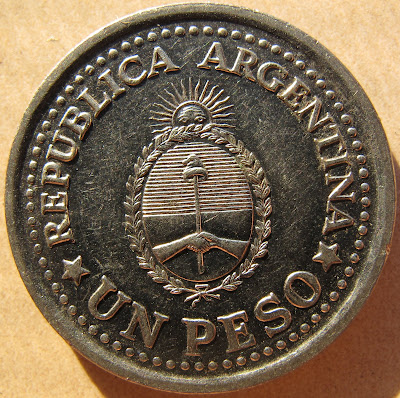 REPUBLICA ARGENTINA
UN PESO